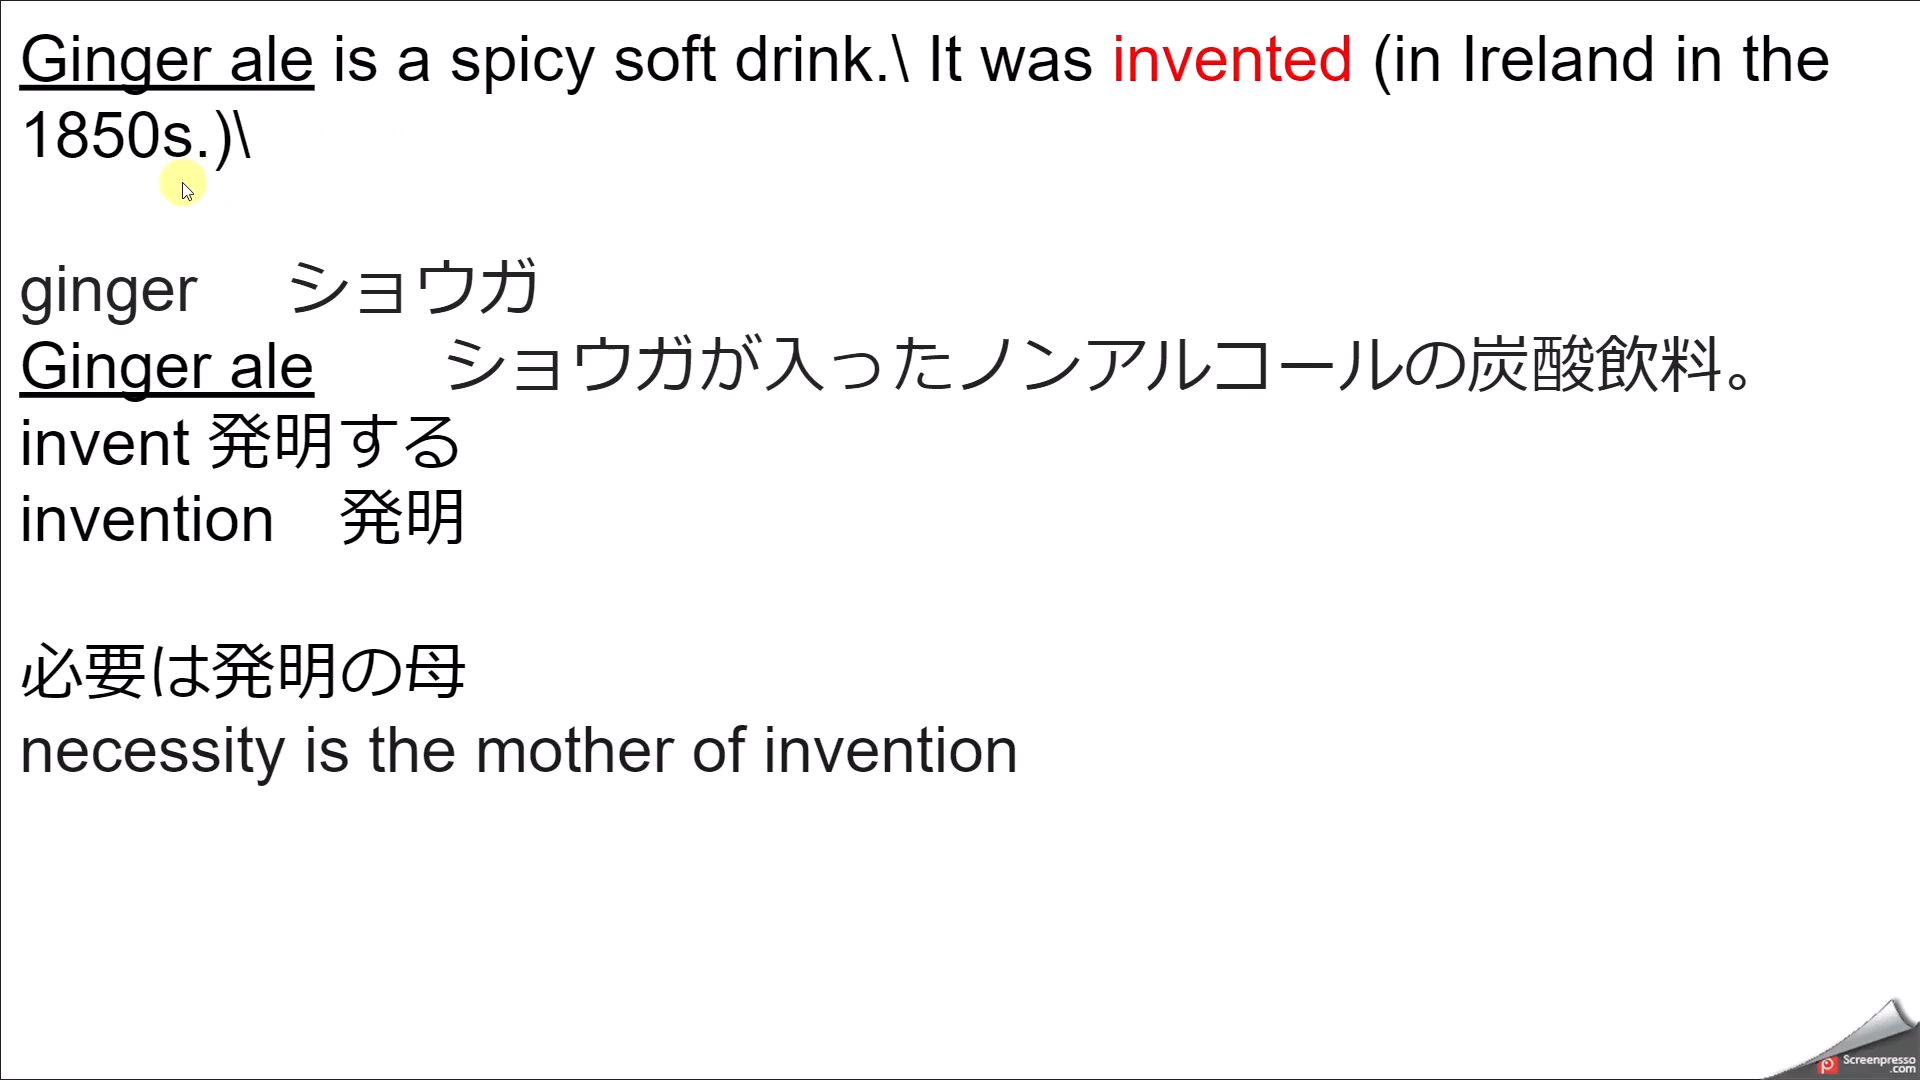 Ginger ale is a spicy soft drink.\ It was invented (in Ireland in the
1850s.)\
ginger　ショウガ
Ginger ale　　ショウガが入ったノンアルコールの炭酸飲料。
invent 発明する
invention　発明
必要は発明の母
necessity is the mother of invention
Screenpresso
.com